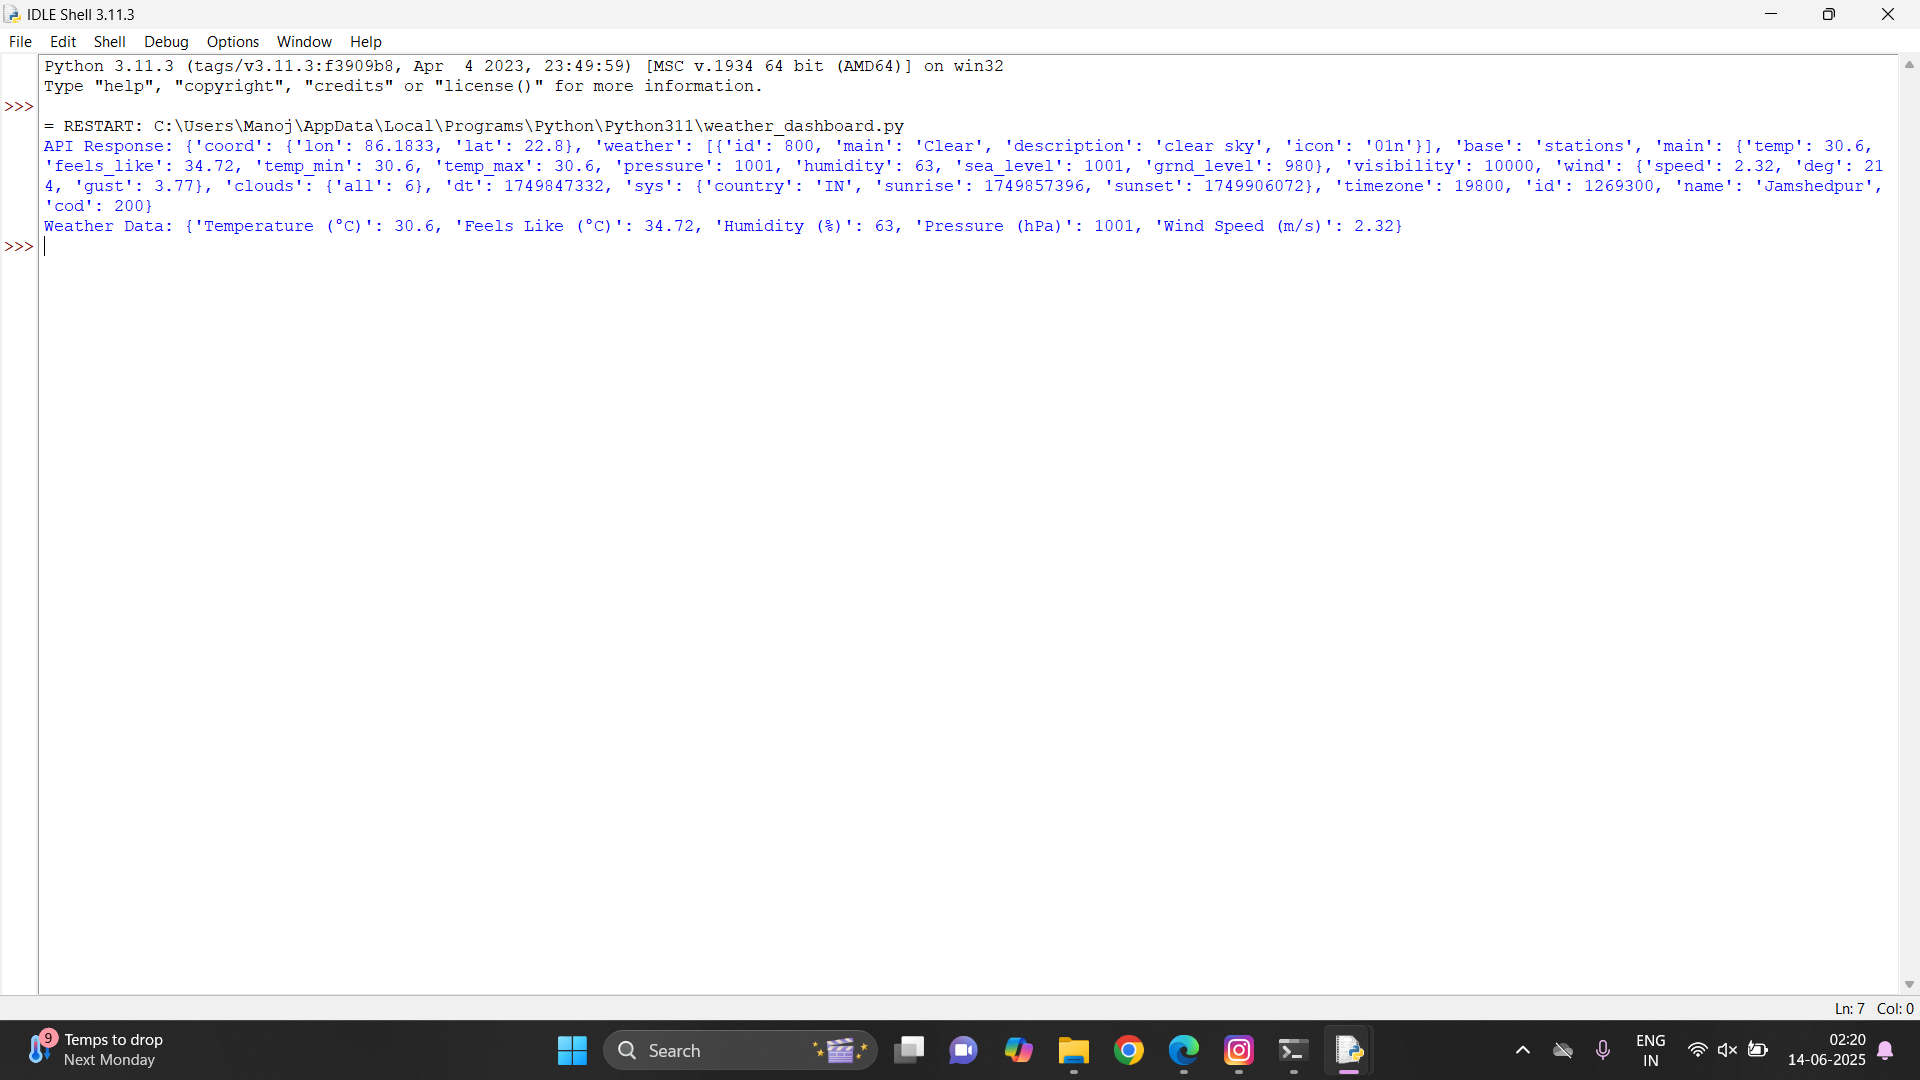 IDLE Shell 3.11.3
File Edit Shell Debug Options Window Help
Python 3.11.3 (tags/v3.11.3:f3909b8, Apr  4 2023, 23:49:59) [MSC v.1934 64 bit (AMD64)] on win32
Type "help", "copyright", "credits" or "license()" for more information.
>>>
= RESTART: C:\Users\Manoj\AppData\Local\Programs\Python\Python311\weather_dashboard.py
API Response: {'coord': {'lon': 86.1833, 'lat': 22.8}, 'weather': [{'id': 800, 'main': 'Clear', 'description': 'clear sky', 'icon': '01n'}], 'base': 'stations', 'main': {'temp': 30.6,
'feels_like': 34.72, 'temp_min': 30.6, 'temp_max': 30.6, 'pressure': 1001, 'humidity': 63, 'sea_level': 1001, 'grnd_level': 980}, 'visibility': 10000, 'wind': {'speed': 2.32, 'deg': 21
4, 'gust': 3.77}, 'clouds': {'all': 6}, 'dt': 1749847332, 'sys': {'country': 'IN', 'sunrise': 1749857396, 'sunset': 1749906072}, 'timezone': 19800, 'id': 1269300, 'name': 'Jamshedpur',
'cod': 200}
Weather Data: {'Temperature (°C)': 30.6, 'Feels Like (°C)': 34.72, 'Humidity (%)': 63, 'Pressure (hPa)': 1001, 'Wind Speed (m/s)': 2.32}
>>>
Ln: 7 Col: 0
9
Temps to drop
Next Monday
Search
ENG
IN
02:20
14-06-2025